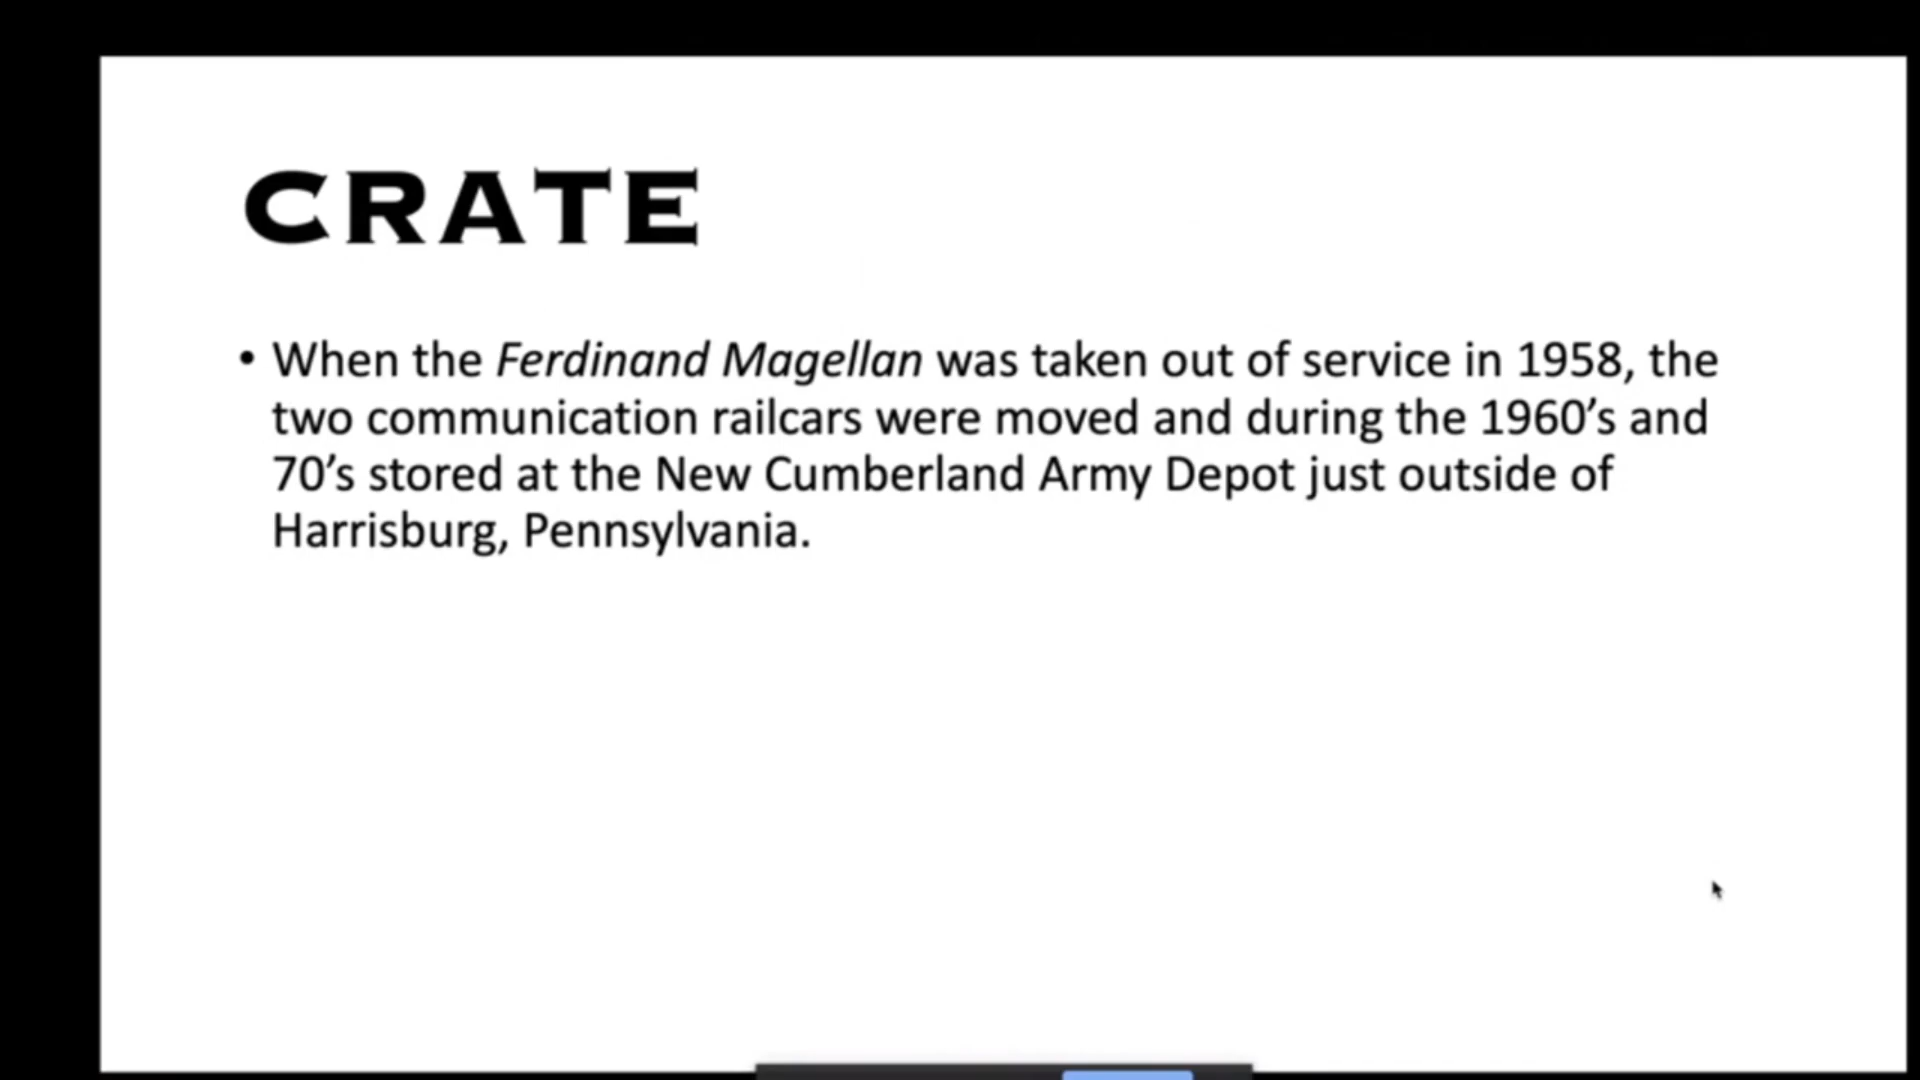 CRATE
• When the Ferdinand Magellan was taken out of service in 1958, the
two communication railcars were moved and during the 1960’s and
70’s stored at the New Cumberland Army Depot just outside of
Harrisburg, Pennsylvania.